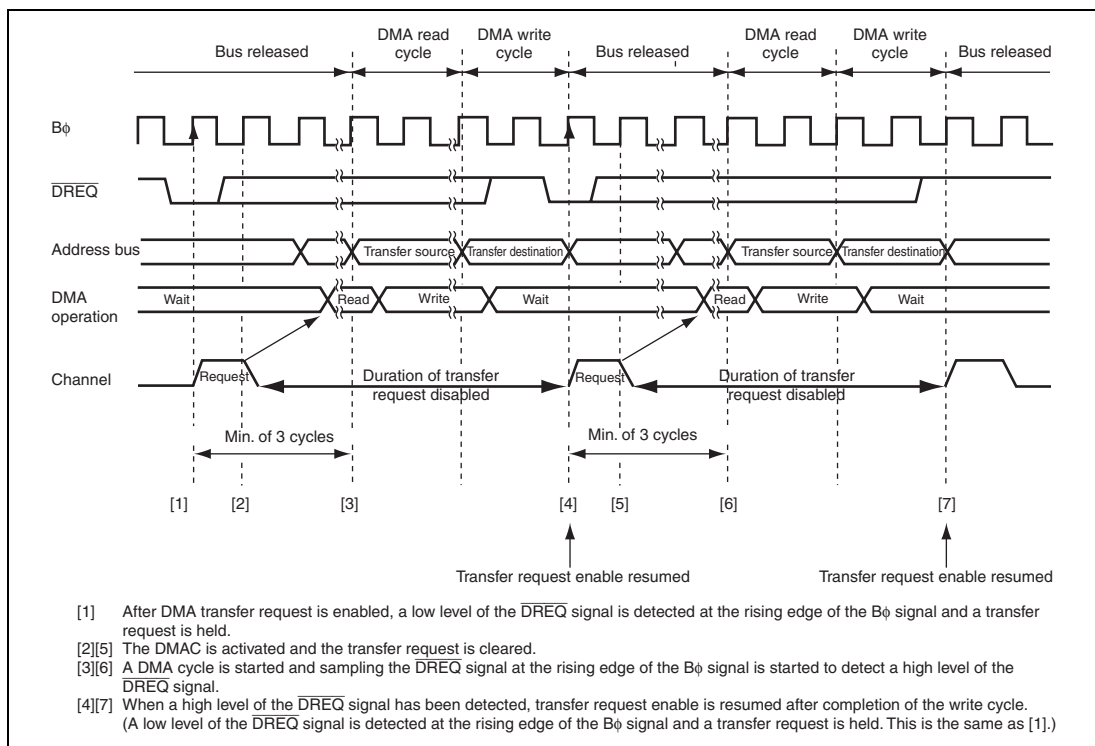 DMA read cycle
DMA write cycle
DMA read cycle
DMA write cycle
Bus released
Bus released
Bus released
Bφ
DREQ
Address bus
Transfer source
Transfer destination
Transfer source
Transfer destination
DMA operation
Wait
Read
Write
Wait
Read
Write
Wait
Channel
Request
Duration of transfer request disabled
Request
Duration of transfer request disabled
Min. of 3 cycles
Min. of 3 cycles
[1]
[2]
[3]
[4]
[5]
[6]
[7]
Transfer request enable resumed
Transfer request enable resumed
[1] After DMA transfer request is enabled, a low level of the DREQ signal is detected at the rising edge of the Bφ signal and a transfer
request is held.
[2][5] The DMAC is activated and the transfer request is cleared.
[3][6] A DMA cycle is started and sampling the DREQ signal at the rising edge of the Bφ signal is started to detect a high level of the
DREQ signal.
[4][7] When a high level of the DREQ signal has been detected, transfer request enable is resumed after completion of the write cycle.
(A low level of the DREQ signal is detected at the rising edge of the Bφ signal and a transfer request is held. This is the same as [1].)